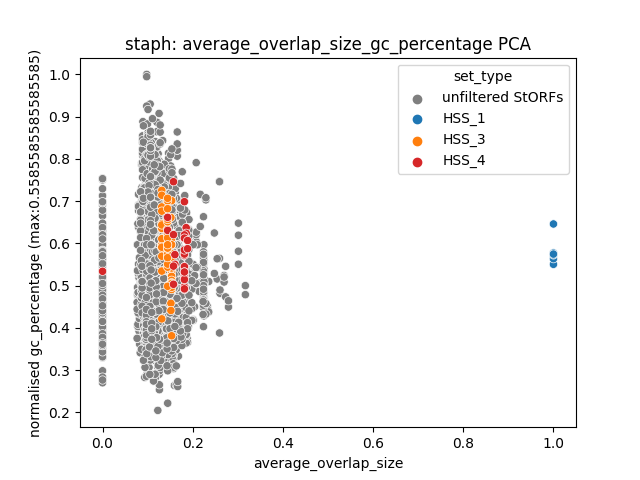 staph: average_overlap_size_gc_percentage PCA
set_type
unfiltered StORFs
HSS_1
HSS_3
HSS_4
normalised gc_percentage (max:0.5585585585585585)
1.0
0.9
0.8
0.7
0.6
0.5
0.4
0.3
0.2
0.0 0.2 0.4 0.6 0.8 1.0
average_overlap_size